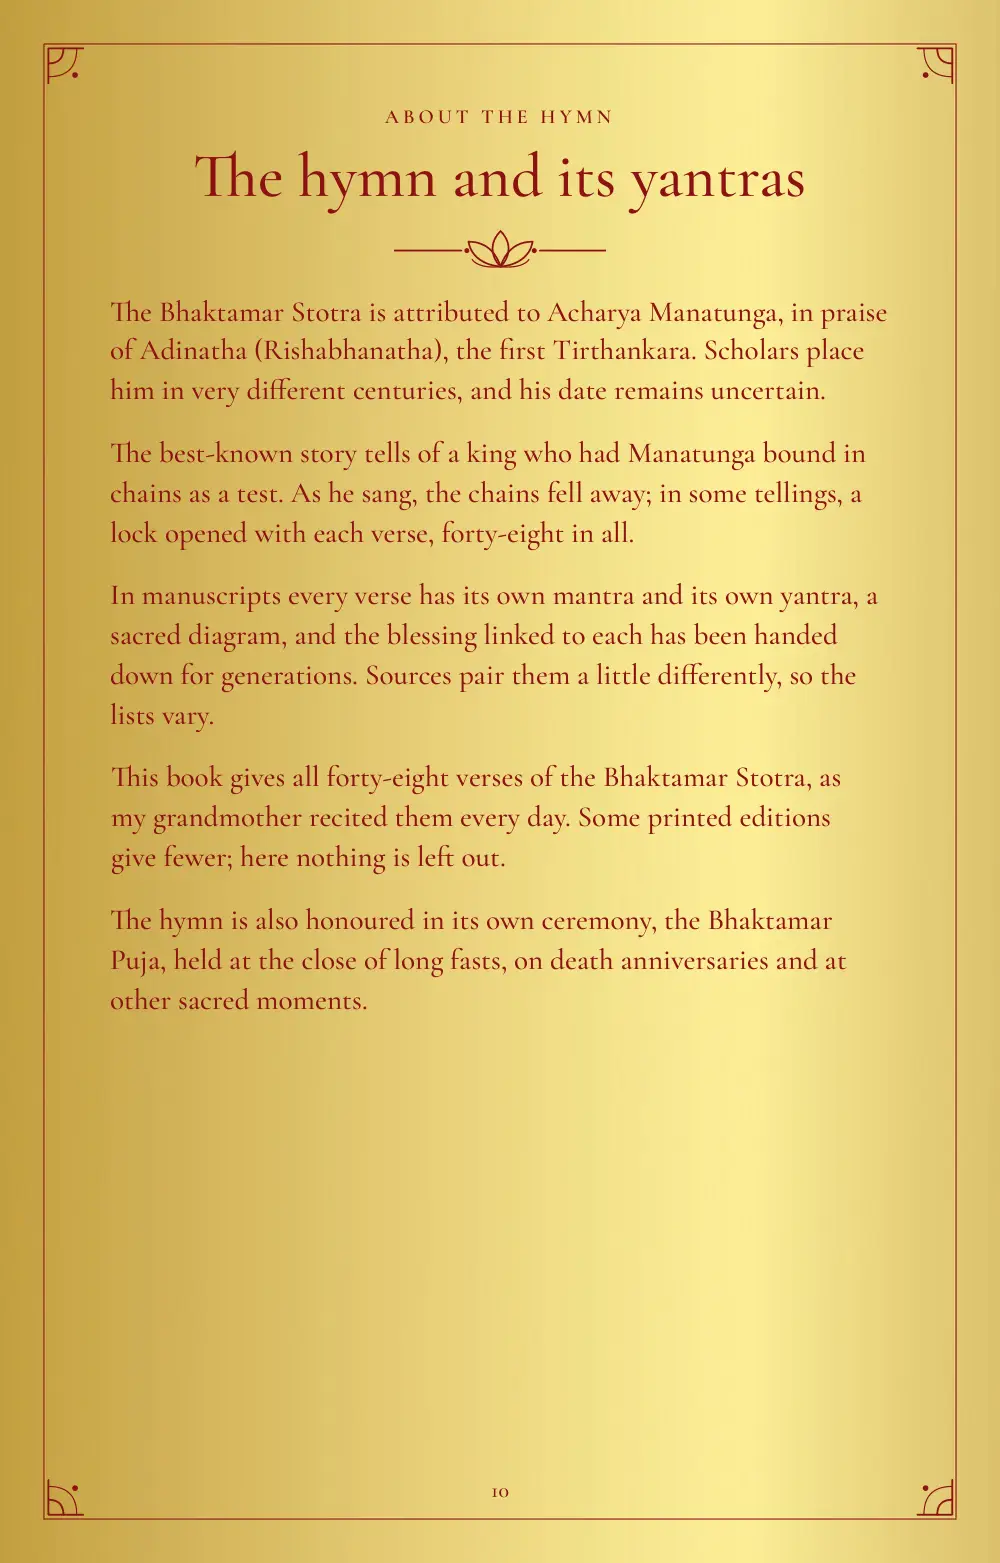 ABOUT THE HYMN
The hymn and its yantras
The Bhaktamar Stotra is attributed to Acharya Manatunga, in praise
of Adinatha (Rishabhanatha), the first Tirthankara. Scholars place
him in very different centuries, and his date remains uncertain.
The best-known story tells of a king who had Manatunga bound in
chains as a test. As he sang, the chains fell away; in some tellings, a
lock opened with each verse, forty-eight in all.
In manuscripts every verse has its own mantra and its own yantra, a
sacred diagram, and the blessing linked to each has been handed
down for generations. Sources pair them a little differently, so the
lists vary.
This book gives all forty-eight verses of the Bhaktamar Stotra, as
my grandmother recited them every day. Some printed editions
give fewer; here nothing is left out.
The hymn is also honoured in its own ceremony, the Bhaktamar
Puja, held at the close of long fasts, on death anniversaries and at
other sacred moments.
10